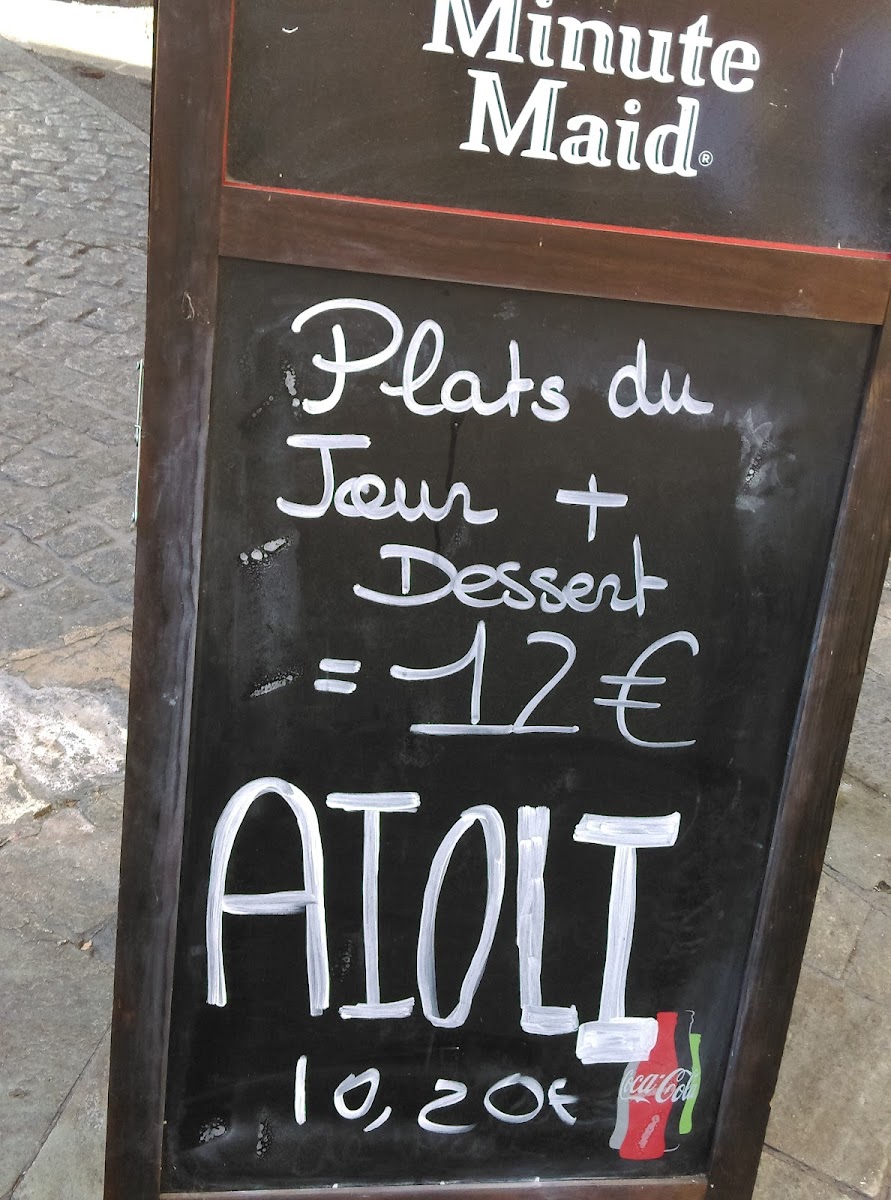 Minute
Maid®
Plats du
Jour +
Dessert
= 12 €
AIOLI
10,20€
Coca-Cola